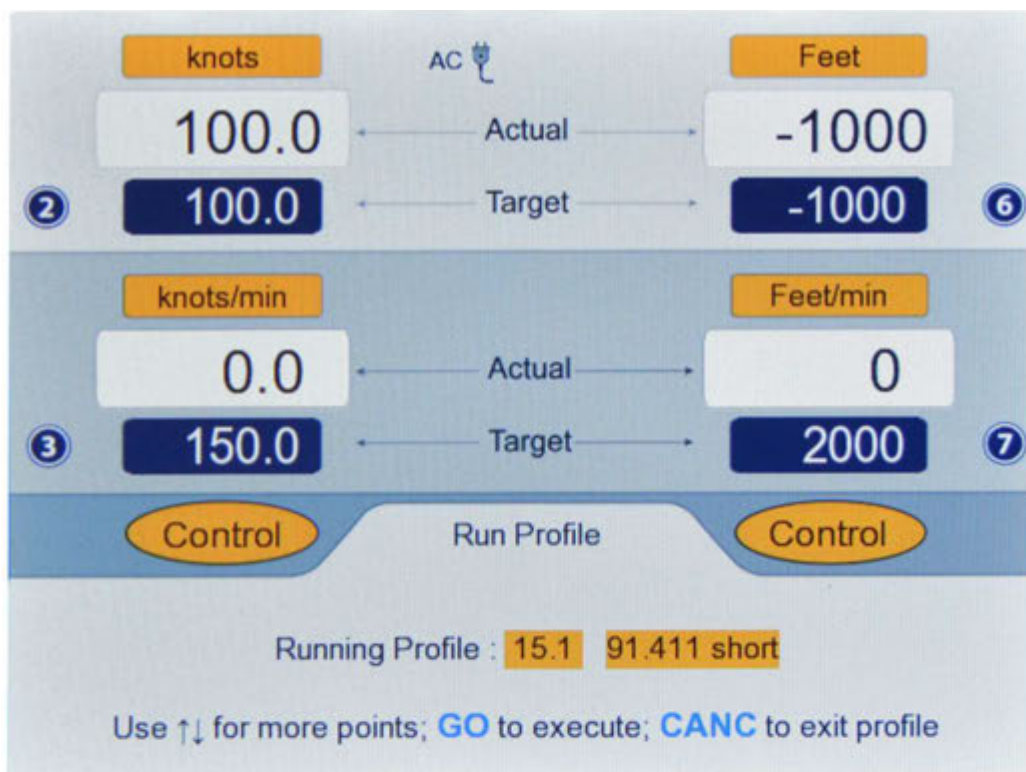 knots AC Feet
100.0 Actual -1000
2 100.0 Target -1000 6
knots/min Feet/min
0.0 Actual 0
3 150.0 Target 2000 7
Control Run Profile Control
Running Profile : 15.1 91.411 short
Use ↑↓ for more points; GO to execute; CANC to exit profile